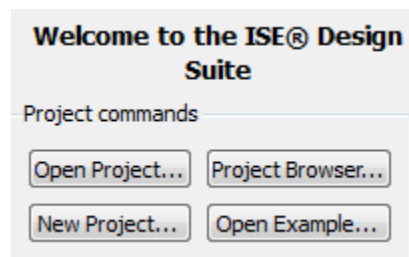 Welcome to the ISE® Design
Suite
Project commands
Open Project... Project Browser...
New Project... Open Example...